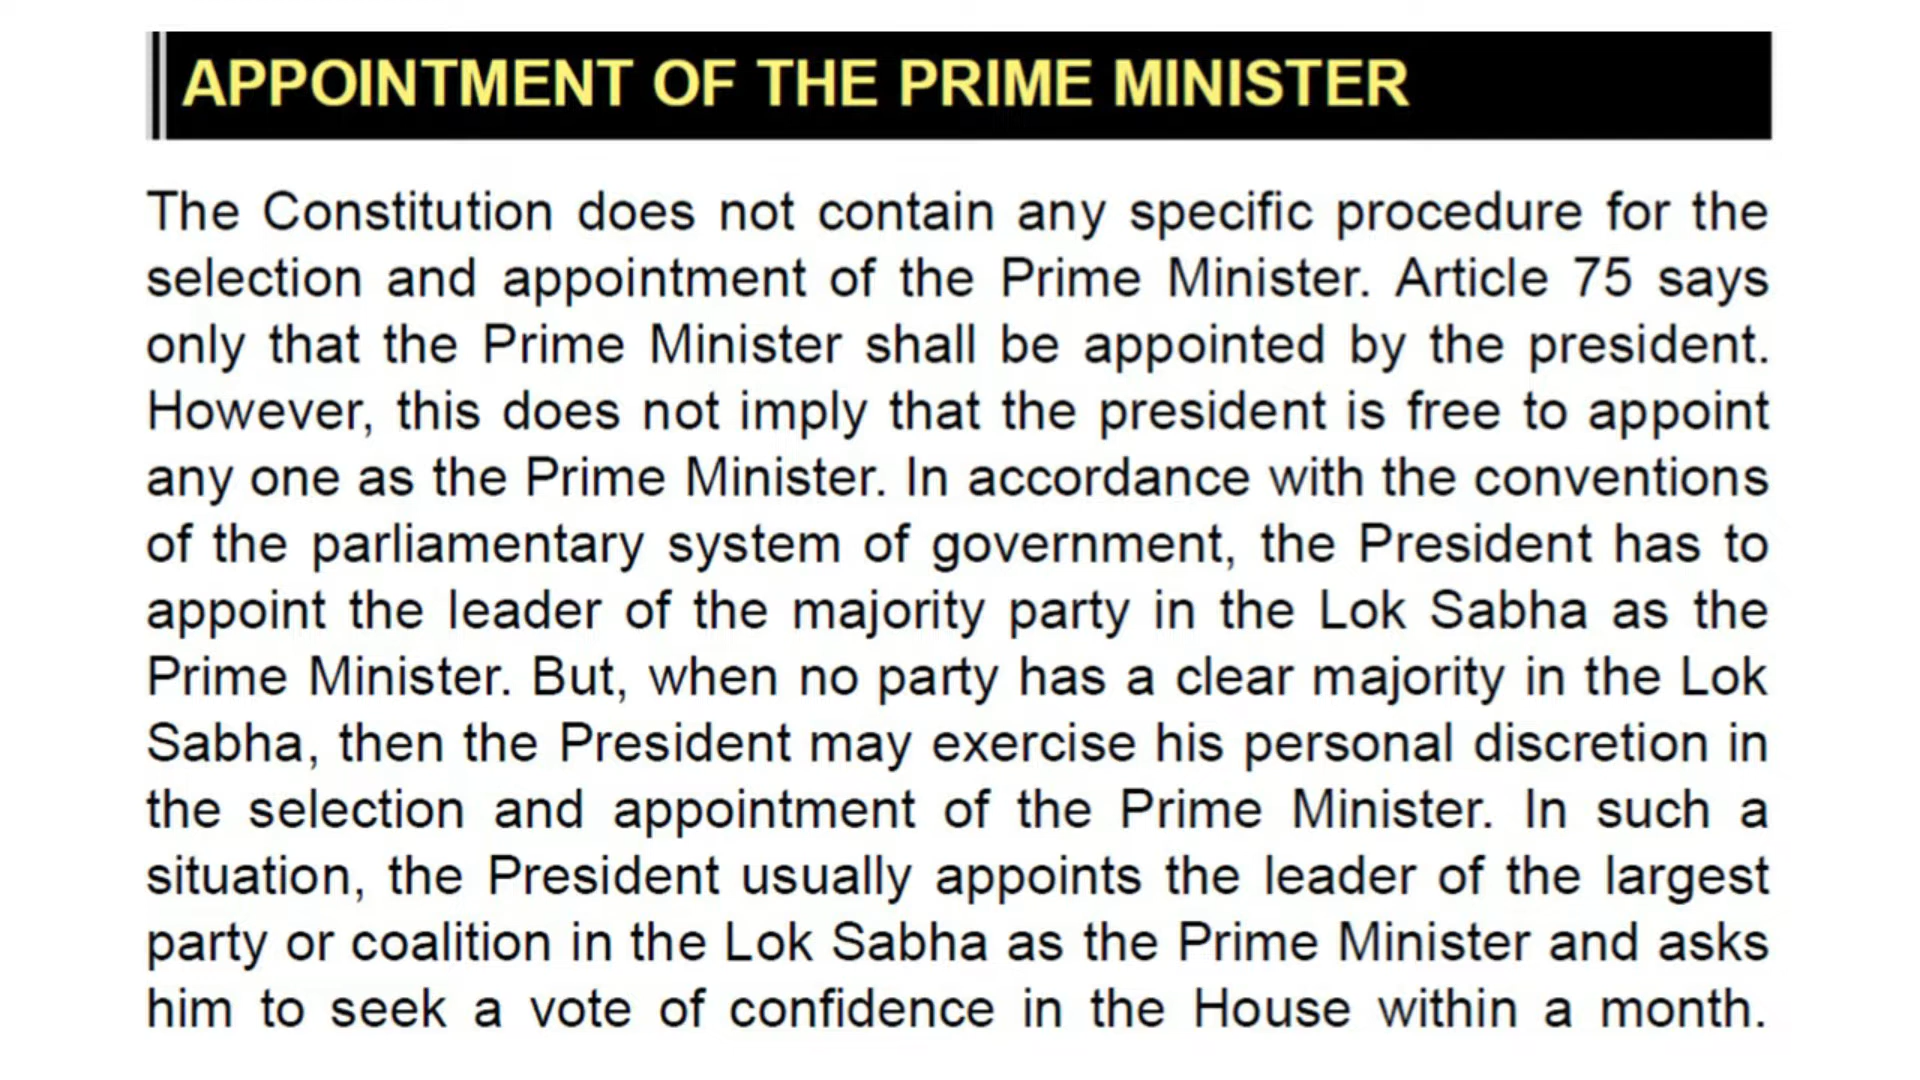 APPOINTMENT OF THE PRIME MINISTER
The Constitution does not contain any specific procedure for the
selection and appointment of the Prime Minister. Article 75 says
only that the Prime Minister shall be appointed by the president.
However, this does not imply that the president is free to appoint
any one as the Prime Minister. In accordance with the conventions
of the parliamentary system of government, the President has to
appoint the leader of the majority party in the Lok Sabha as the
Prime Minister. But, when no party has a clear majority in the Lok
Sabha, then the President may exercise his personal discretion in
the selection and appointment of the Prime Minister. In such a
situation, the President usually appoints the leader of the largest
party or coalition in the Lok Sabha as the Prime Minister and asks
him to seek a vote of confidence in the House within a month.